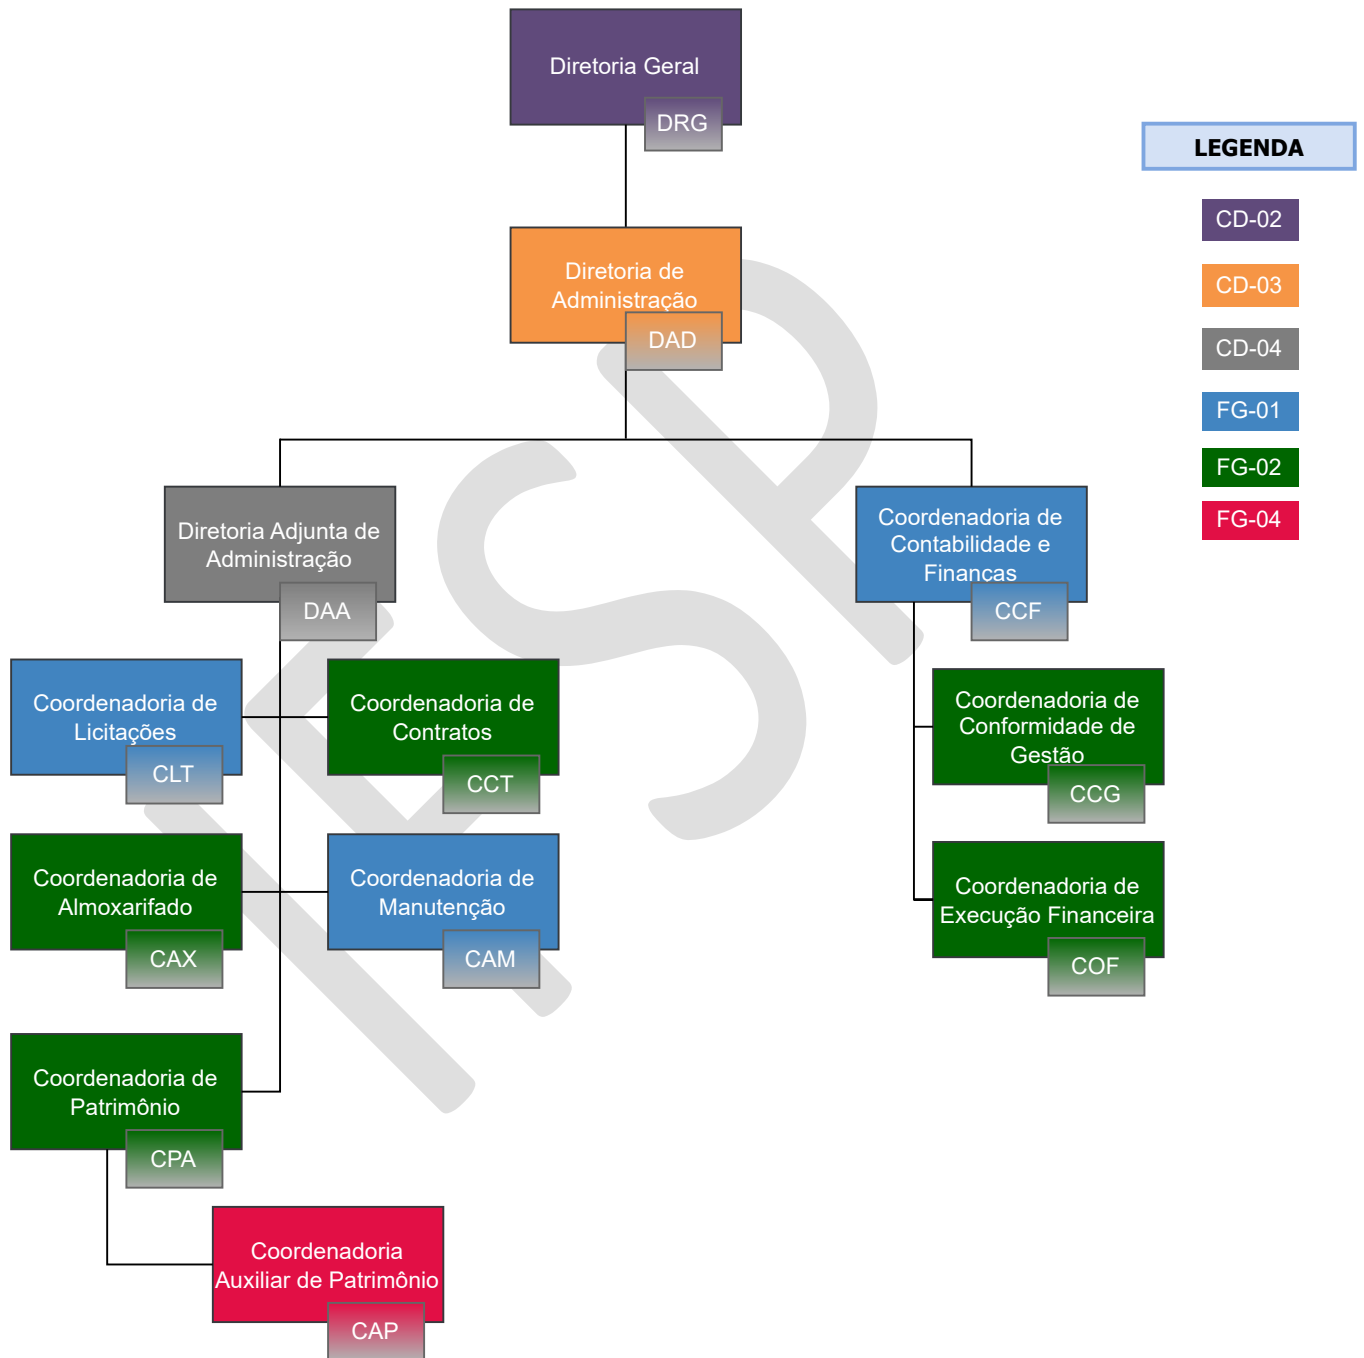 Diretoria Geral
DRG
LEGENDA
CD-02
CD-03
CD-04
FG-01
FG-02
FG-04
Diretoria de
Administração
DAD
Diretoria Adjunta de
Administração
DAA
Coordenadoria de
Contabilidade e
Finanças
CCF
Coordenadoria de
Licitações
CLT
Coordenadoria de
Contratos
CCT
Coordenadoria de
Conformidade de
Gestão
CCG
Coordenadoria de
Almoxarifado
CAX
Coordenadoria de
Manutenção
CAM
Coordenadoria de
Execução Financeira
COF
Coordenadoria de
Patrimônio
CPA
Coordenadoria
Auxiliar de Patrimônio
CAP
IFSP